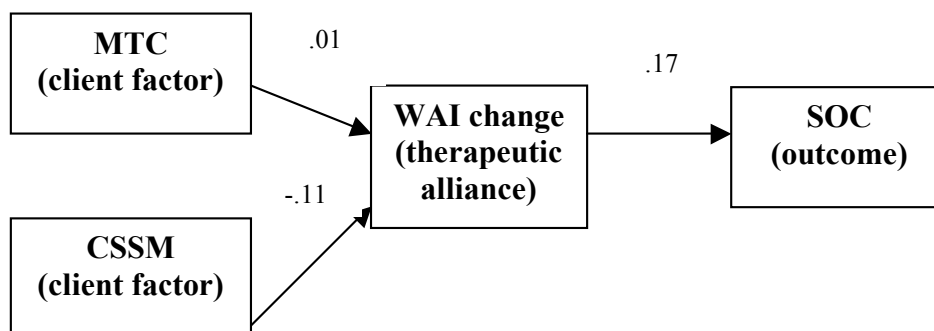 MTC
(client factor)
.01
WAI change
(therapeutic
alliance)
.17
SOC
(outcome)
-.11
CSSM
(client factor)